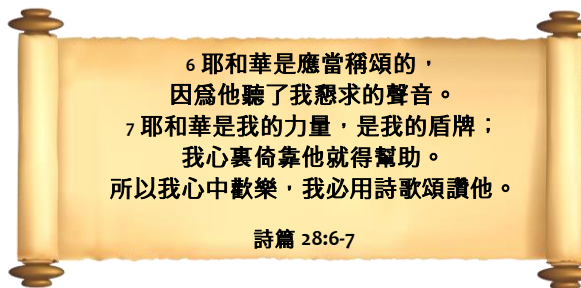 6 耶和華是應當稱頌的，
因爲他聽了我懇求的聲音。
7 耶和華是我的力量，是我的盾牌；
我心裏倚靠他就得幫助。
所以我心中歡樂，我必用詩歌頌讚他。
詩篇 28:6-7